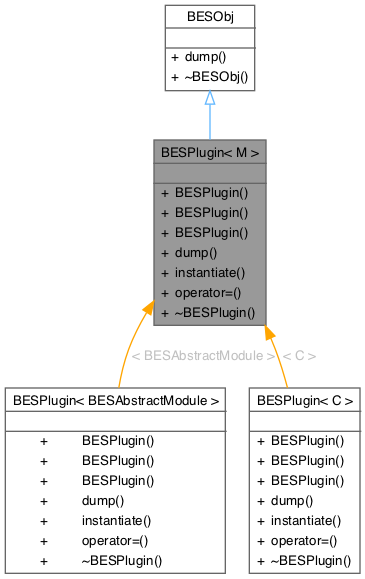 BESObj
+ dump()
+ ~BESObj()
BESPlugin< M >
+ BESPlugin()
+ BESPlugin()
+ BESPlugin()
+ dump()
+ instantiate()
+ operator=()
+ ~BESPlugin()
< BESAbstractModule > < C >
BESPlugin< BESAbstractModule >
+ BESPlugin()
+ BESPlugin()
+ BESPlugin()
+ dump()
+ instantiate()
+ operator=()
+ ~BESPlugin()
BESPlugin< C >
+ BESPlugin()
+ BESPlugin()
+ BESPlugin()
+ dump()
+ instantiate()
+ operator=()
+ ~BESPlugin()